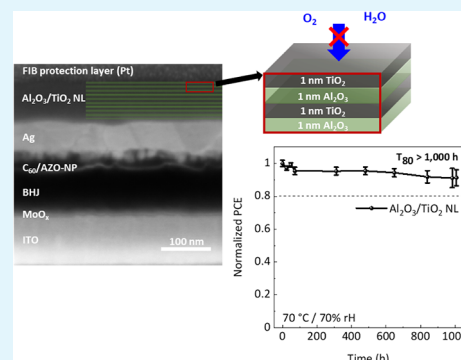 FIB protection layer (Pt)
Al₂O₃/TiO₂ NL
Ag
C₆₀/AZO-NP
BHJ
MoOₓ
ITO
100 nm
O₂ H₂O
1 nm TiO₂
1 nm Al₂O₃
1 nm TiO₂
1 nm Al₂O₃
T₈₀ > 1,000 h
Al₂O₃/TiO₂ NL
70 °C / 70% rH
Normalized PCE
1
0.8
0.6
0.4
0.2
0
0 200 400 600 800 1000
Time (h)